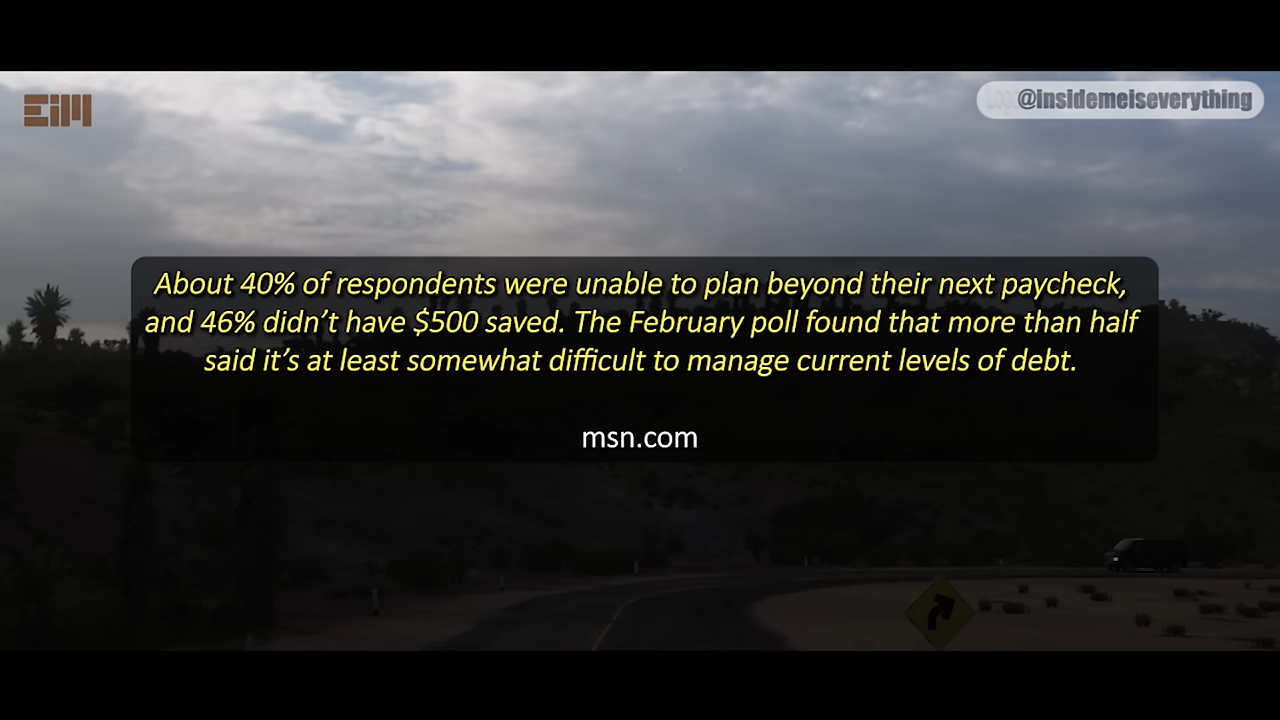 EiM
@insidemeiseverything
About 40% of respondents were unable to plan beyond their next paycheck,
and 46% didn’t have $500 saved. The February poll found that more than half
said it’s at least somewhat difficult to manage current levels of debt.
msn.com